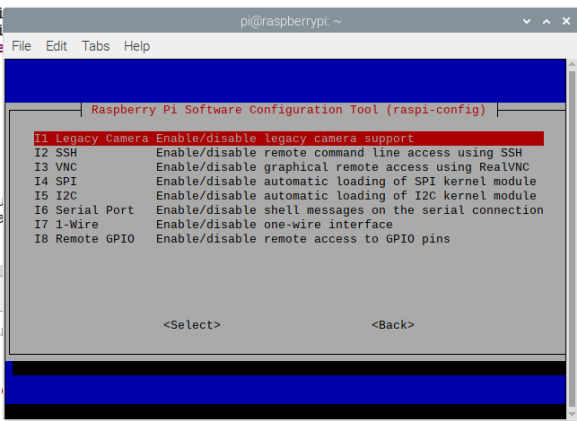 pi@raspberrypi: ~
File Edit Tabs Help
Raspberry Pi Software Configuration Tool (raspi-config)
I1 Legacy Camera Enable/disable legacy camera support
I2 SSH Enable/disable remote command line access using SSH
I3 VNC Enable/disable graphical remote access using RealVNC
I4 SPI Enable/disable automatic loading of SPI kernel module
I5 I2C Enable/disable automatic loading of I2C kernel module
I6 Serial Port Enable/disable shell messages on the serial connection
I7 1-Wire Enable/disable one-wire interface
I8 Remote GPIO Enable/disable remote access to GPIO pins
<Select> <Back>